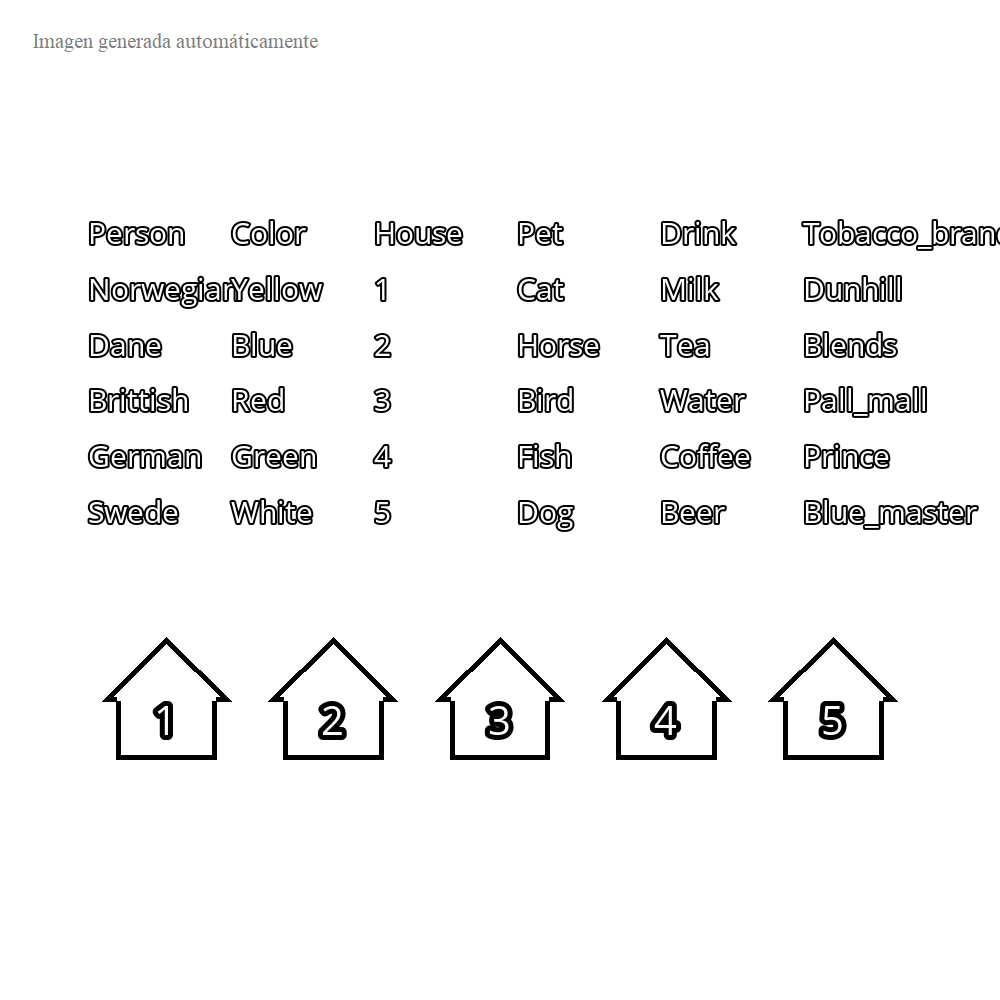 Imagen generada automáticamente
Person Color House Pet Drink Tobacco_brand
Norwegian Yellow 1 Cat Milk Dunhill
Dane Blue 2 Horse Tea Blends
Brittish Red 3 Bird Water Pall_mall
German Green 4 Fish Coffee Prince
Swede White 5 Dog Beer Blue_master
1 2 3 4 5